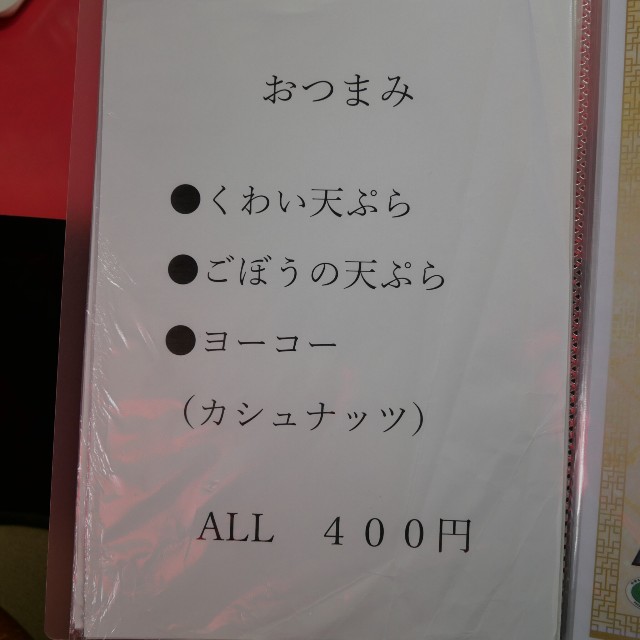 おつまみ
●くわい天ぷら
●ごぼうの天ぷら
●ヨーコー
（カシュナッツ）
ALL　４００円